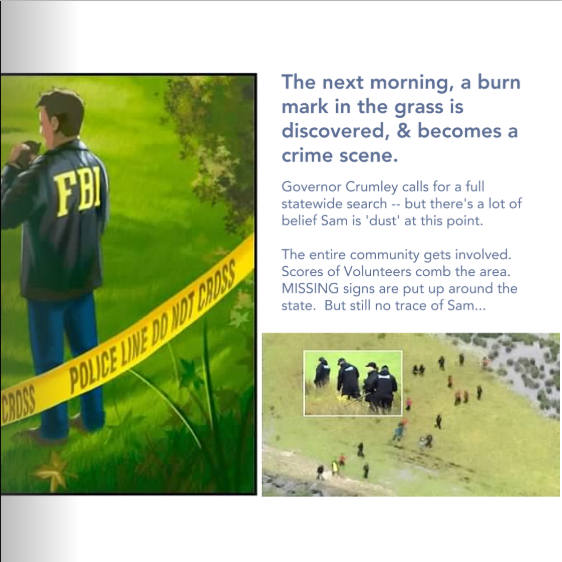 The next morning, a burn
mark in the grass is
discovered, & becomes a
crime scene.
Governor Crumley calls for a full
statewide search -- but there's a lot of
belief Sam is 'dust' at this point.
The entire community gets involved.
Scores of Volunteers comb the area.
MISSING signs are put up around the
state.  But still no trace of Sam...
FBI
POLICE LINE DO NOT CROSS
CROSS